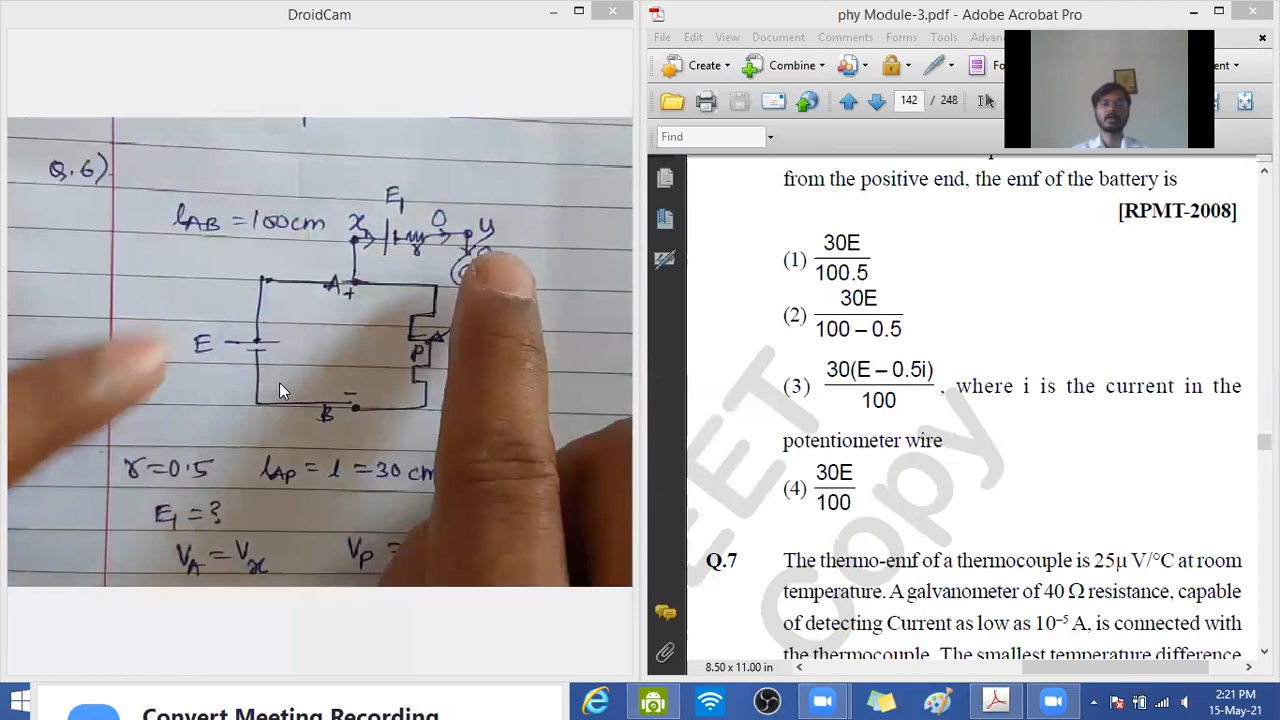 DroidCam
Q.6)
lAB = 100cm
E1
x
0
y
A
+
r
E
P
-
B
r = 0.5 lAP = l = 30 cm
E1 = ?
VA = Vx VP =
Convert Meeting Recording
phy Module-3.pdf - Adobe Acrobat Pro
File Edit View Document Comments Forms Tools
Create Combine
142 / 248
Find
from the positive end, the emf of the battery is
[RPMT-2008]
(1) 30E
100.5
(2) 30E
100 – 0.5
(3) 30(E – 0.5i)
100
, where i is the current in the
potentiometer wire
(4) 30E
100
Q.7 The thermo-emf of a thermocouple is 25μ V/°C at room
temperature. A galvanometer of 40 Ω resistance, capable
of detecting Current as low as 10⁻⁵ A, is connected with
the thermocouple. The smallest temperature difference
8.50 x 11.00 in
2:21 PM
15-May-21